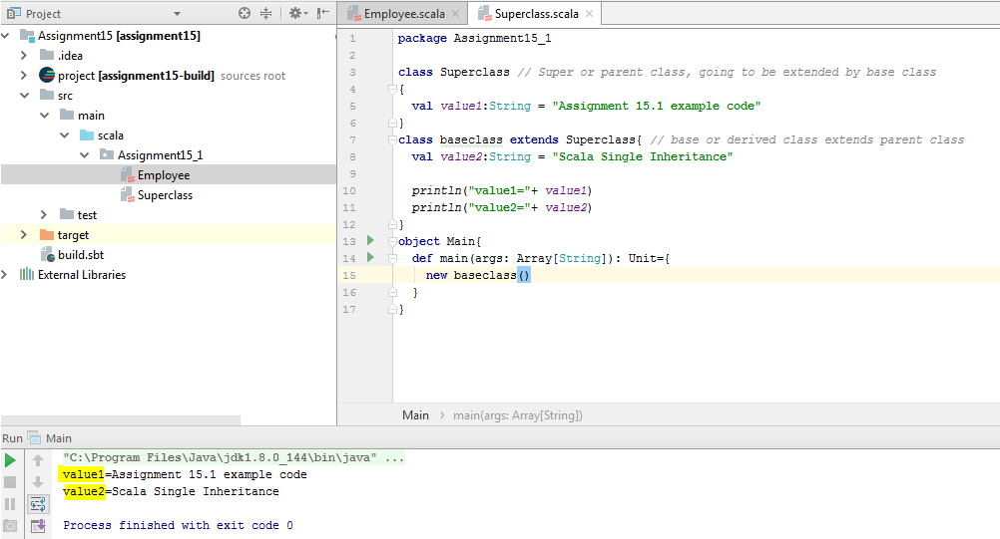 Project
Assignment15 [assignment15]
.idea
project [assignment15-build] sources root
src
main
scala
Assignment15_1
Employee
Superclass
test
target
build.sbt
External Libraries
Employee.scala
Superclass.scala
1 package Assignment15_1
2
3 class Superclass // Super or parent class, going to be extended by base class
4 {
5 val value1:String = "Assignment 15.1 example code"
6 }
7 class baseclass extends Superclass{ // base or derived class extends parent class
8 val value2:String = "Scala Single Inheritance"
9
10 println("value1="+ value1)
11 println("value2="+ value2)
12 }
13 object Main{
14 def main(args: Array[String]): Unit={
15 new baseclass()
16 }
17 }
Main > main(args: Array[String])
Run Main
"C:\Program Files\Java\jdk1.8.0_144\bin\java" ...
value1=Assignment 15.1 example code
value2=Scala Single Inheritance
Process finished with exit code 0